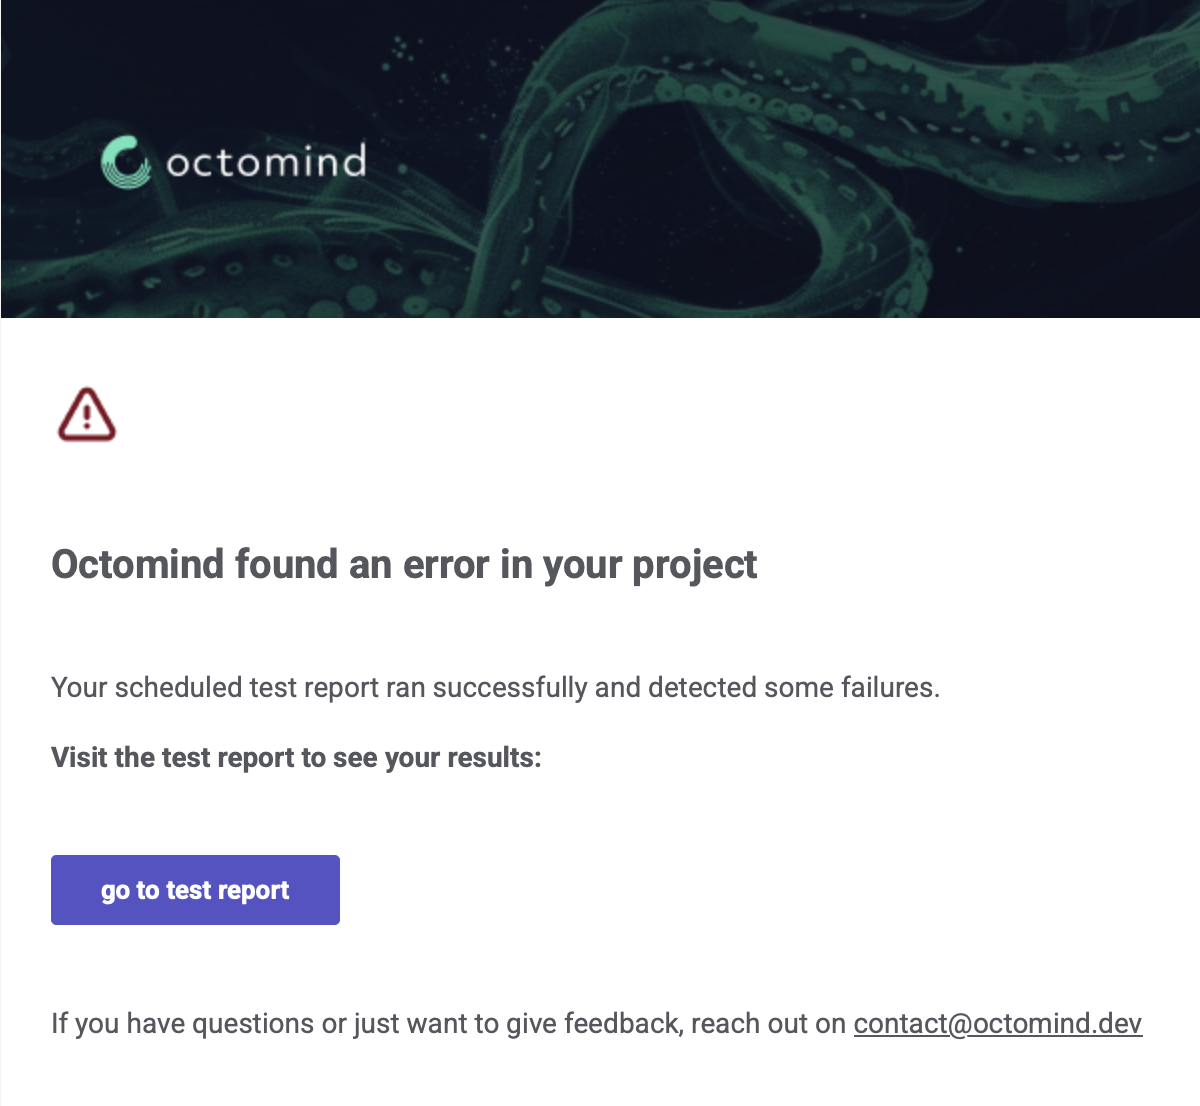 octomind
Octomind found an error in your project
Your scheduled test report ran successfully and detected some failures.
Visit the test report to see your results:
go to test report
If you have questions or just want to give feedback, reach out on contact@octomind.dev